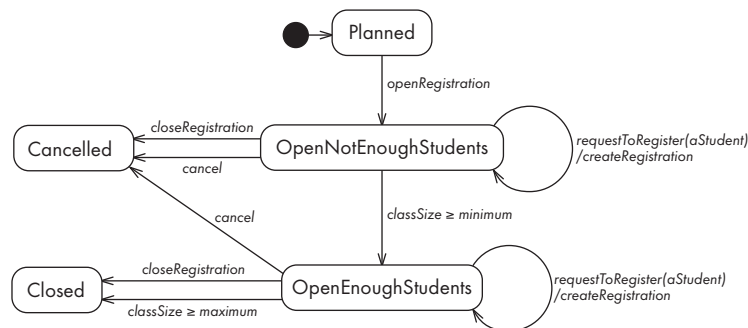 Planned
openRegistration
closeRegistration
Cancelled
OpenNotEnoughStudents
requestToRegister(aStudent)
/createRegistration
cancel
classSize ≥ minimum
cancel
closeRegistration
Closed
OpenEnoughStudents
requestToRegister(aStudent)
/createRegistration
classSize ≥ maximum